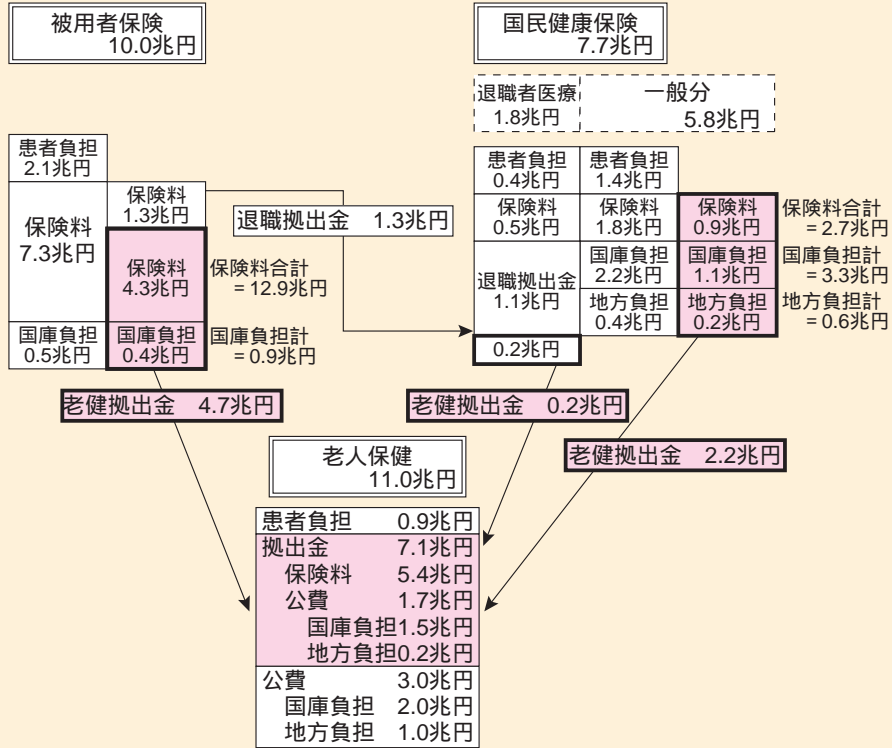 被用者保険
10.0兆円
国民健康保険
7.7兆円
退職者医療
1.8兆円
一般分
5.8兆円
患者負担
2.1兆円
保険料
7.3兆円
国庫負担
0.5兆円
保険料
1.3兆円
保険料
4.3兆円
国庫負担
0.4兆円
保険料合計
= 12.9兆円
国庫負担計
= 0.9兆円
退職拠出金 1.3兆円
患者負担
0.4兆円
保険料
0.5兆円
退職拠出金
1.1兆円
0.2兆円
患者負担
1.4兆円
保険料
1.8兆円
国庫負担
2.2兆円
地方負担
0.4兆円
保険料
0.9兆円
国庫負担
1.1兆円
地方負担
0.2兆円
保険料合計
= 2.7兆円
国庫負担計
= 3.3兆円
地方負担計
= 0.6兆円
老健拠出金 4.7兆円
老健拠出金 0.2兆円
老健拠出金 2.2兆円
老人保健
11.0兆円
患者負担 0.9兆円
拠出金 7.1兆円
保険料 5.4兆円
公費 1.7兆円
国庫負担1.5兆円
地方負担0.2兆円
公費 3.0兆円
国庫負担 2.0兆円
地方負担 1.0兆円